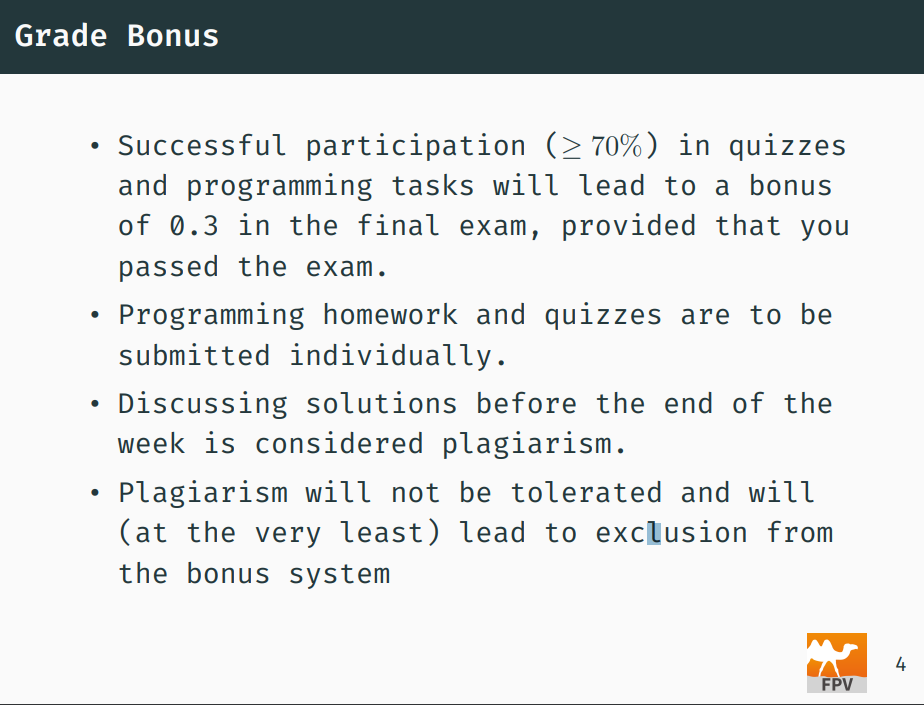 Grade Bonus
• Successful participation (≥ 70%) in quizzes
and programming tasks will lead to a bonus
of 0.3 in the final exam, provided that you
passed the exam.
• Programming homework and quizzes are to be
submitted individually.
• Discussing solutions before the end of the
week is considered plagiarism.
• Plagiarism will not be tolerated and will
(at the very least) lead to exclusion from
the bonus system
FPV
4